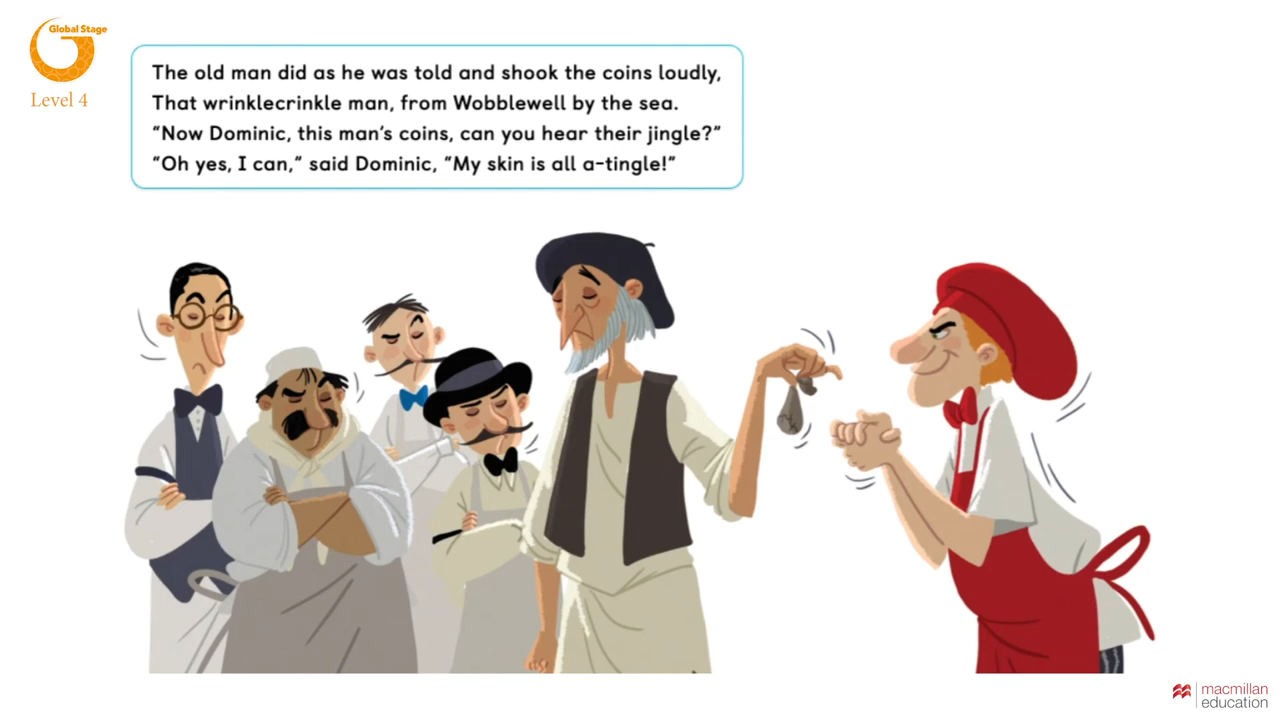 Global Stage
Level 4
The old man did as he was told and shook the coins loudly,
That wrinklecrinkle man, from Wobblewell by the sea.
“Now Dominic, this man’s coins, can you hear their jingle?”
“Oh yes, I can,” said Dominic, “My skin is all a-tingle!”
macmillan
education